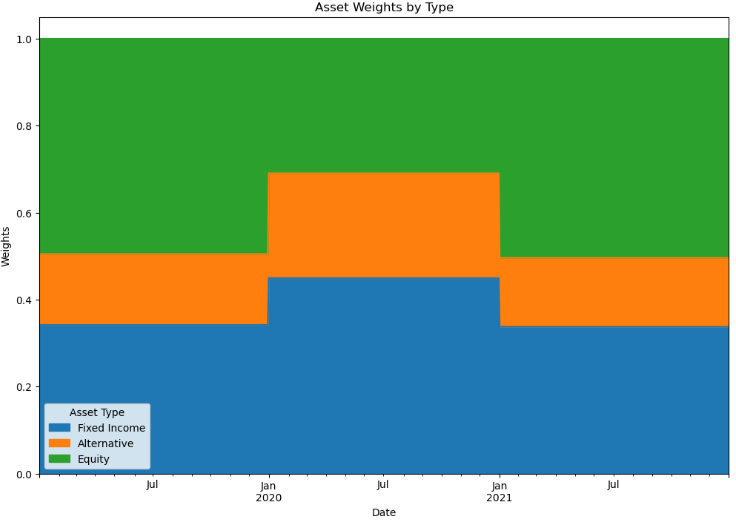 Asset Weights by Type
1.0
0.8
0.6
0.4
0.2
0.0
Weights
Asset Type
Fixed Income
Alternative
Equity
Jul
Jan
2020
Jul
Jan
2021
Jul
Date